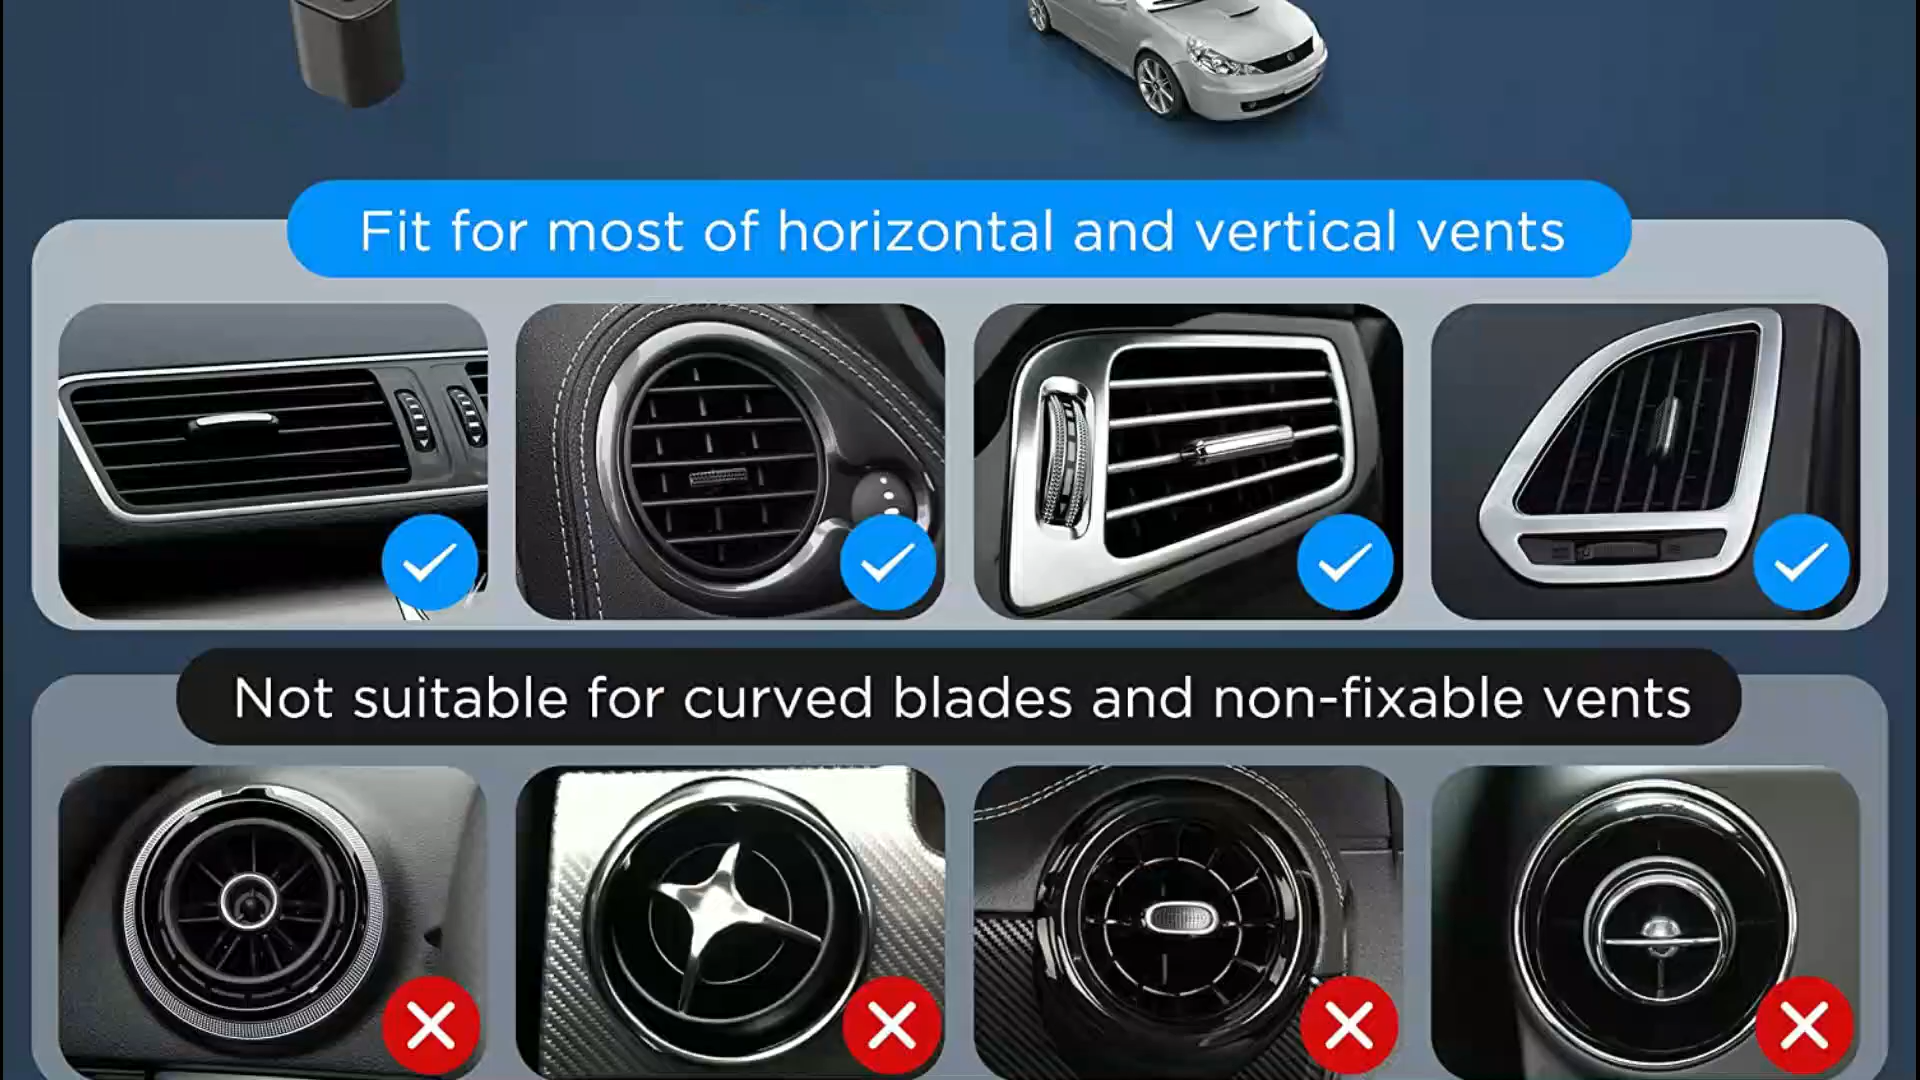 Fit for most of horizontal and vertical vents
Not suitable for curved blades and non-fixable vents